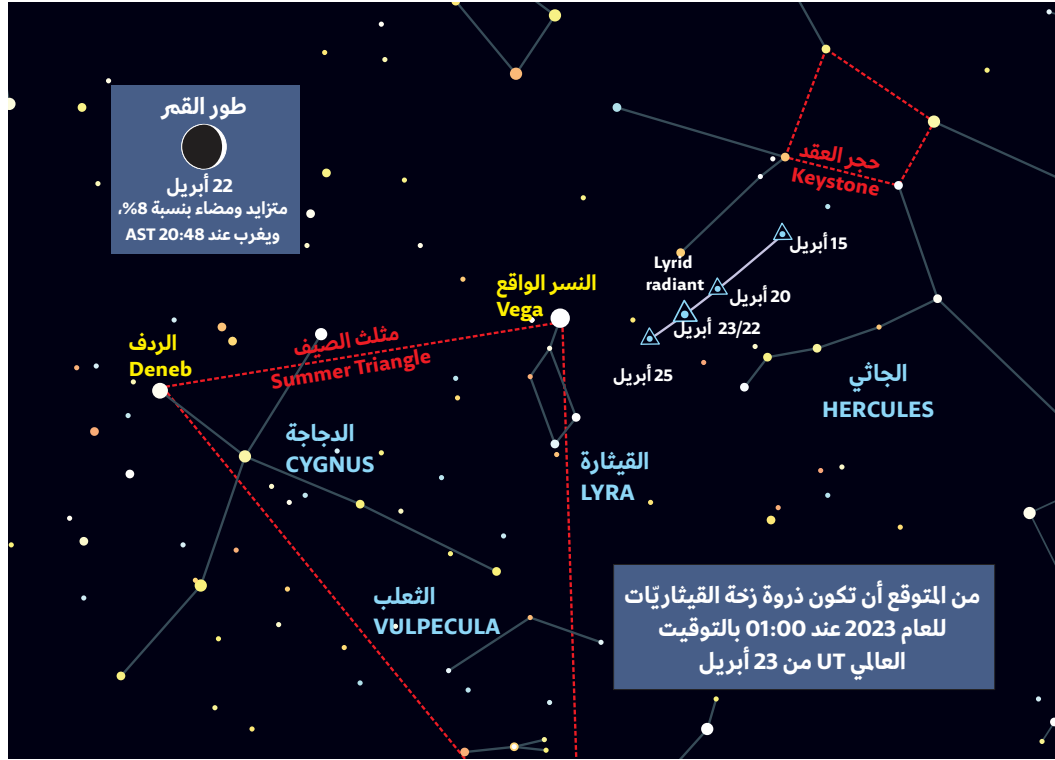 طور القمر
22 أبريل
متزايد ومضاء بنسبة 8%،
ويغرب عند 20:48 AST
حجر العقد
Keystone
15 أبريل
Lyrid
radiant
20 أبريل
23/22 أبريل
25 أبريل
النسر الواقع
Vega
مثلث الصيف
Summer Triangle
الردف
Deneb
الجاثي
HERCULES
الدجاجة
CYGNUS
القيثارة
LYRA
الثعلب
VULPECULA
من المتوقع أن تكون ذروة زخة القيثاريّات
للعام 2023 عند 01:00 بالتوقيت
العالمي UT من 23 أبريل